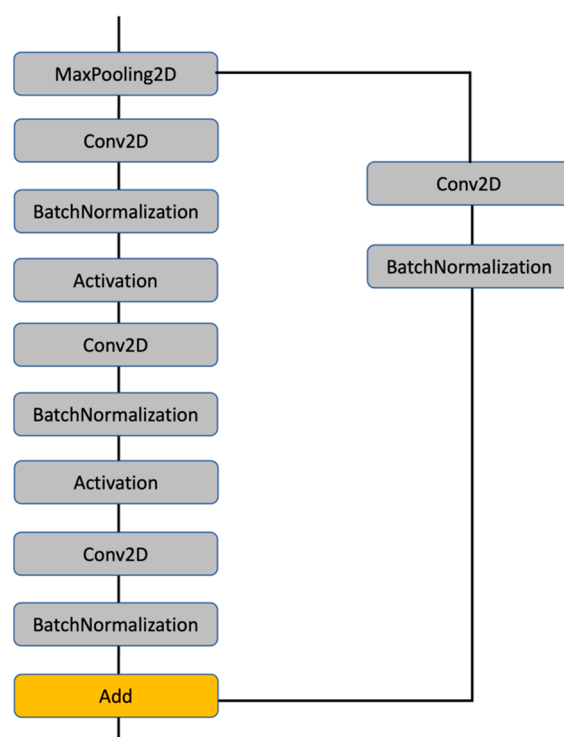 MaxPooling2D
Conv2D
BatchNormalization
Activation
Conv2D
BatchNormalization
Activation
Conv2D
BatchNormalization
Add
Conv2D
BatchNormalization